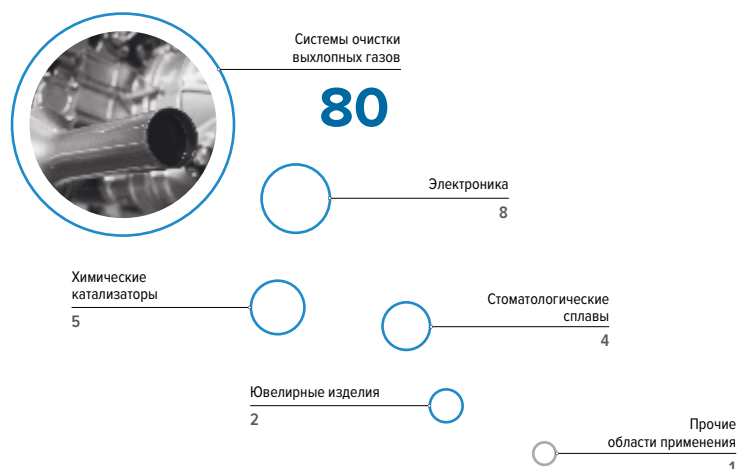 Системы очистки
выхлопных газов
80
Электроника
8
Химические
катализаторы
5
Стоматологические
сплавы
4
Ювелирные изделия
2
Прочие
области применения
1